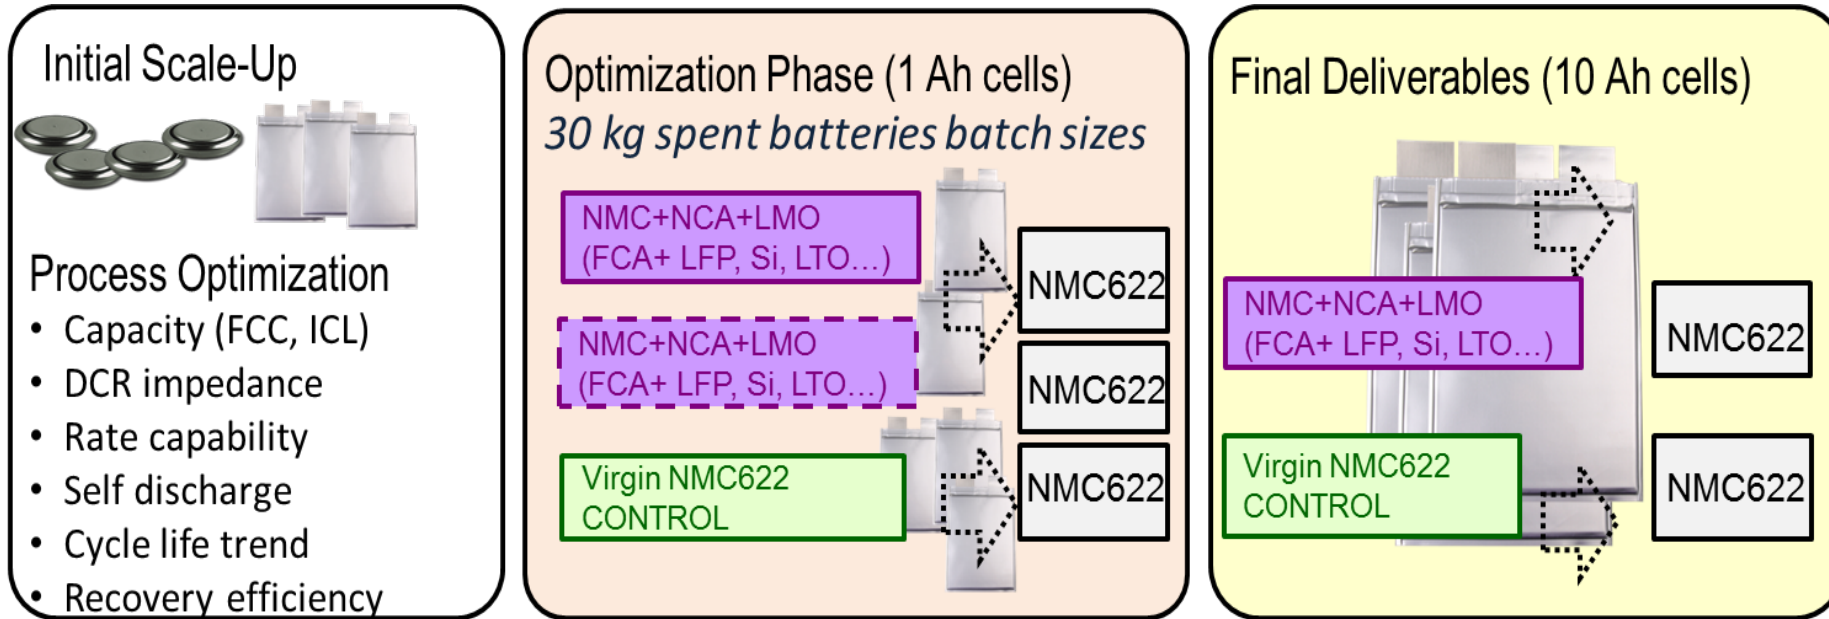 Initial Scale-Up
Process Optimization
• Capacity (FCC, ICL)
• DCR impedance
• Rate capability
• Self discharge
• Cycle life trend
• Recovery efficiency
Optimization Phase (1 Ah cells)
30 kg spent batteries batch sizes
NMC+NCA+LMO
(FCA+ LFP, Si, LTO...)
NMC622
NMC+NCA+LMO
(FCA+ LFP, Si, LTO...)
NMC622
Virgin NMC622
CONTROL
NMC622
Final Deliverables (10 Ah cells)
NMC+NCA+LMO
(FCA+ LFP, Si, LTO...)
NMC622
Virgin NMC622
CONTROL
NMC622